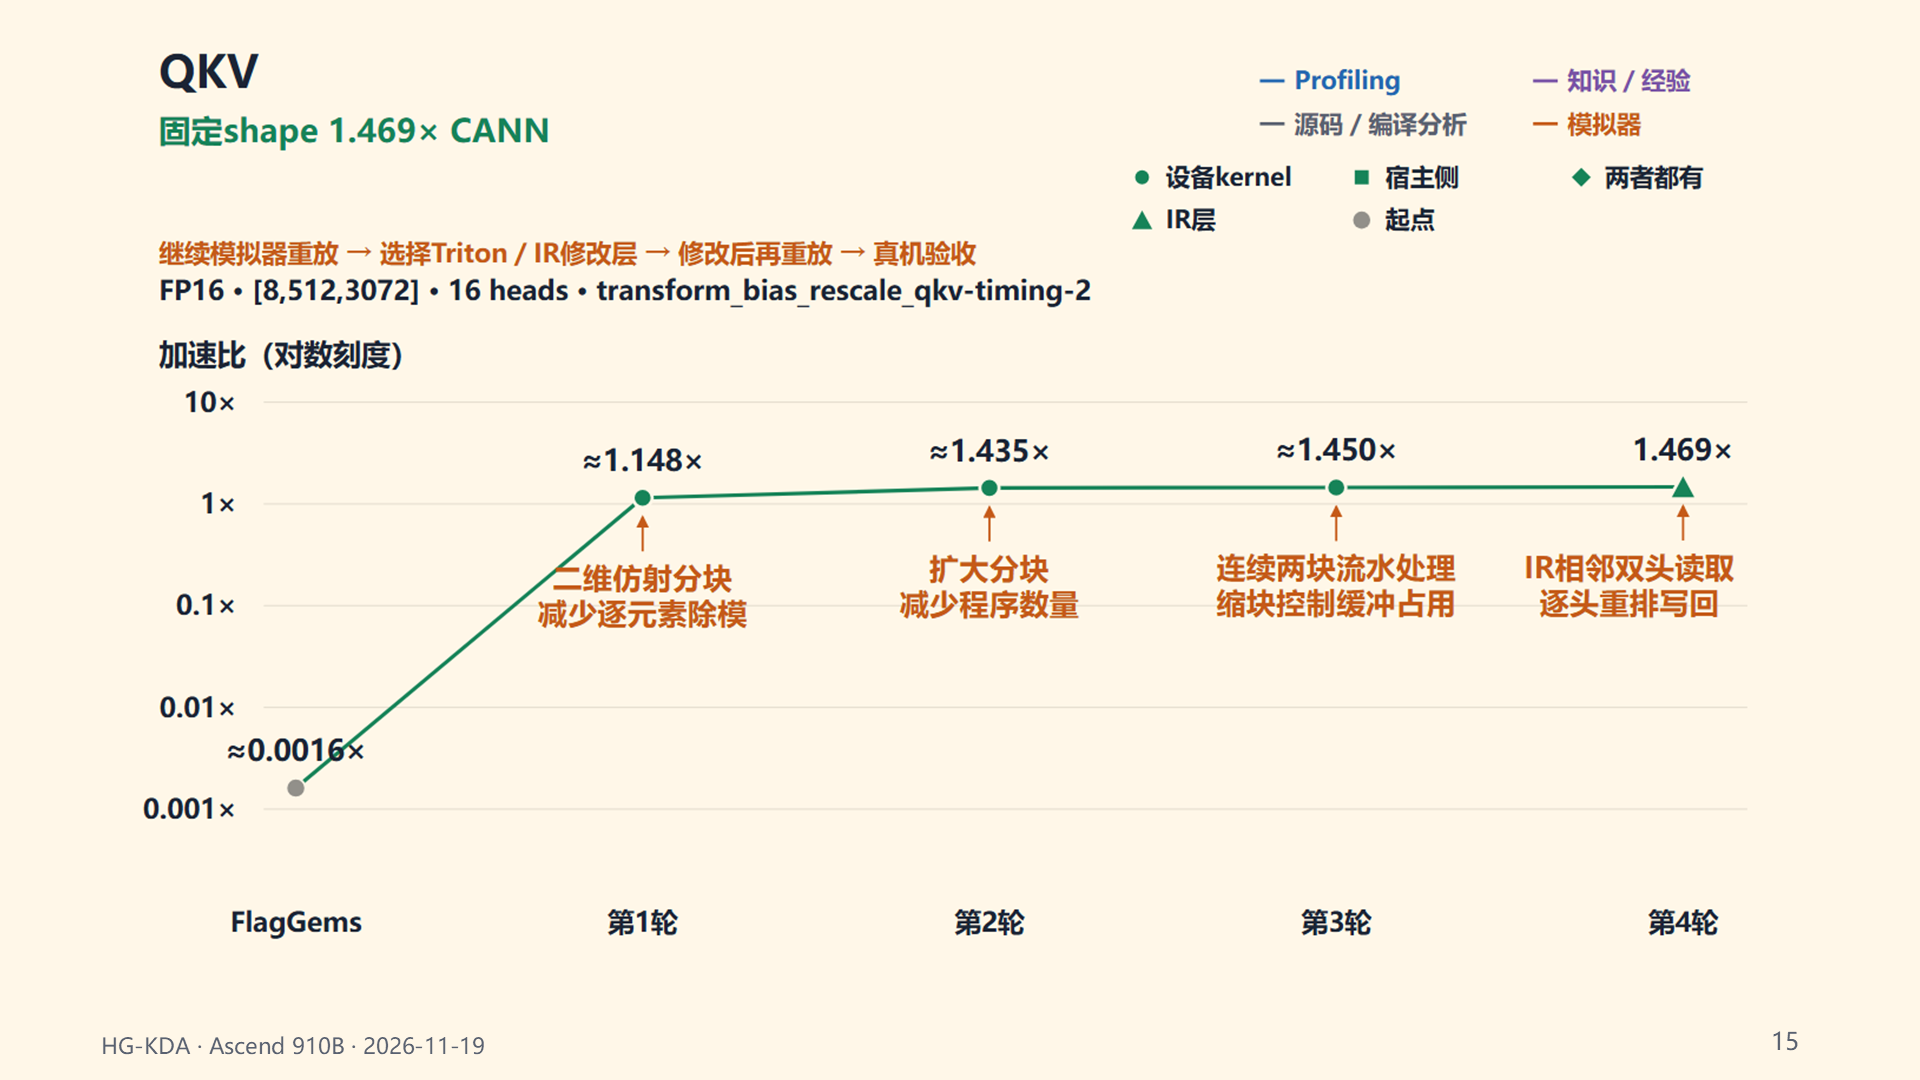 QKV
固定shape 1.469× CANN
— Profiling
— 知识 / 经验
— 源码 / 编译分析
— 模拟器
设备kernel
宿主侧
两者都有
IR层
起点
继续模拟器重放 → 选择Triton / IR修改层 → 修改后再重放 → 真机验收
FP16 • [8,512,3072] • 16 heads • transform_bias_rescale_qkv-timing-2
加速比（对数刻度）
10×
1×
0.1×
0.01×
0.001×
≈0.0016×
≈1.148×
≈1.435×
≈1.450×
1.469×
二维仿射分块
减少逐元素除模
扩大分块
减少程序数量
连续两块流水处理
缩块控制缓冲占用
IR相邻双头读取
逐头重排写回
FlagGems
第1轮
第2轮
第3轮
第4轮
HG-KDA · Ascend 910B · 2026-11-19
15